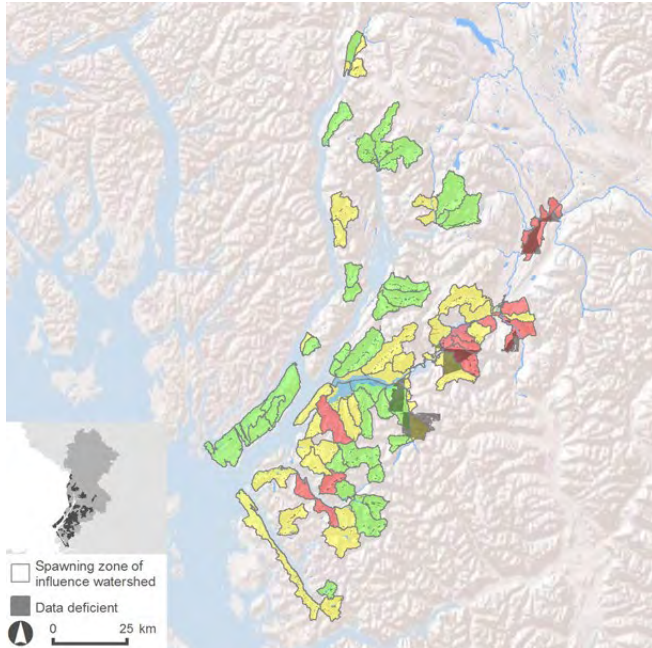 Spawning zone of
influence watershed
Data deficient
0 25 km